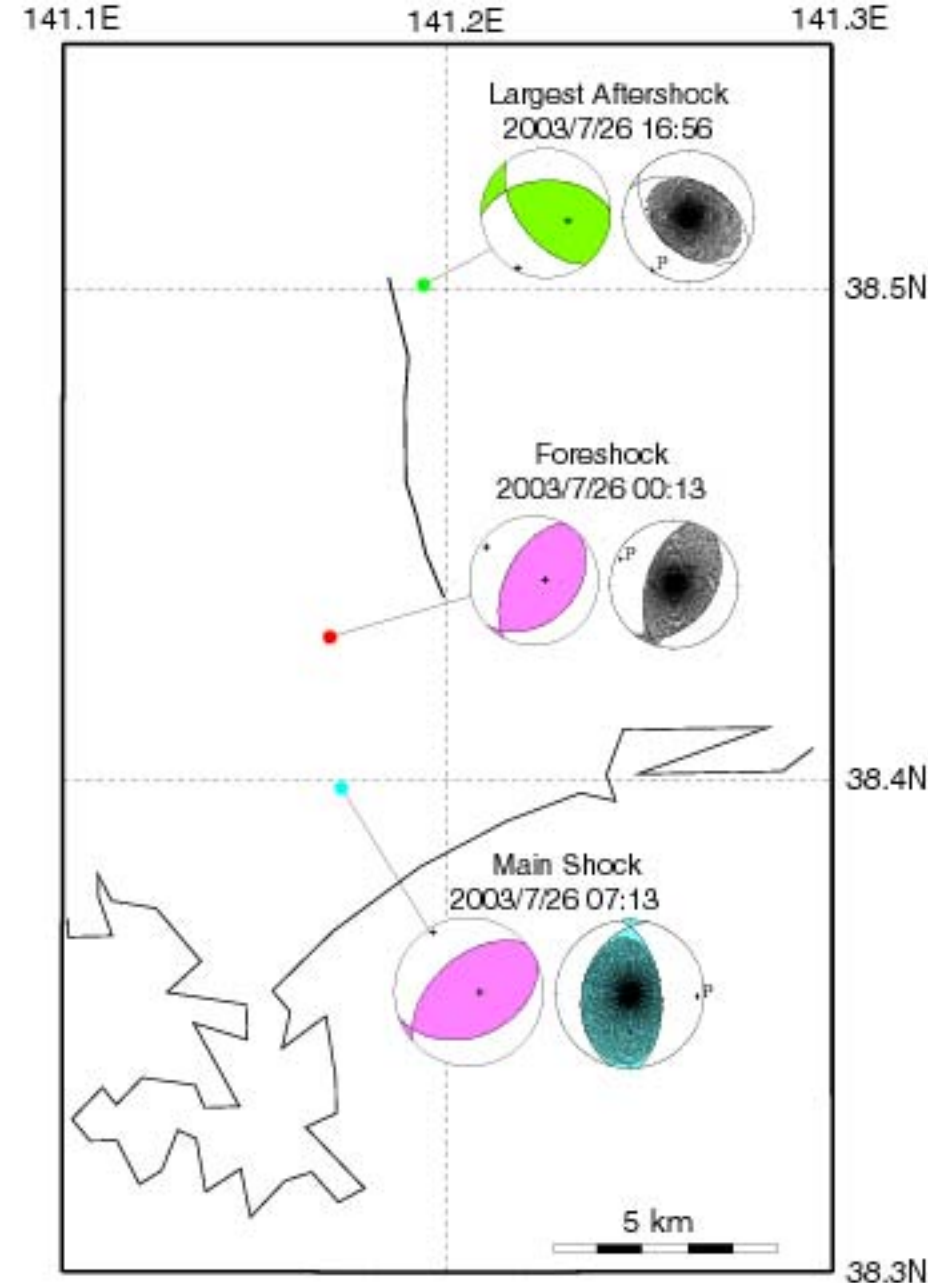 141.1E 141.2E 141.3E
Largest Aftershock
2003/7/26 16:56
P
38.5N
Foreshock
2003/7/26 00:13
P
38.4N
Main Shock
2003/7/26 07:13
P
5 km
38.3N